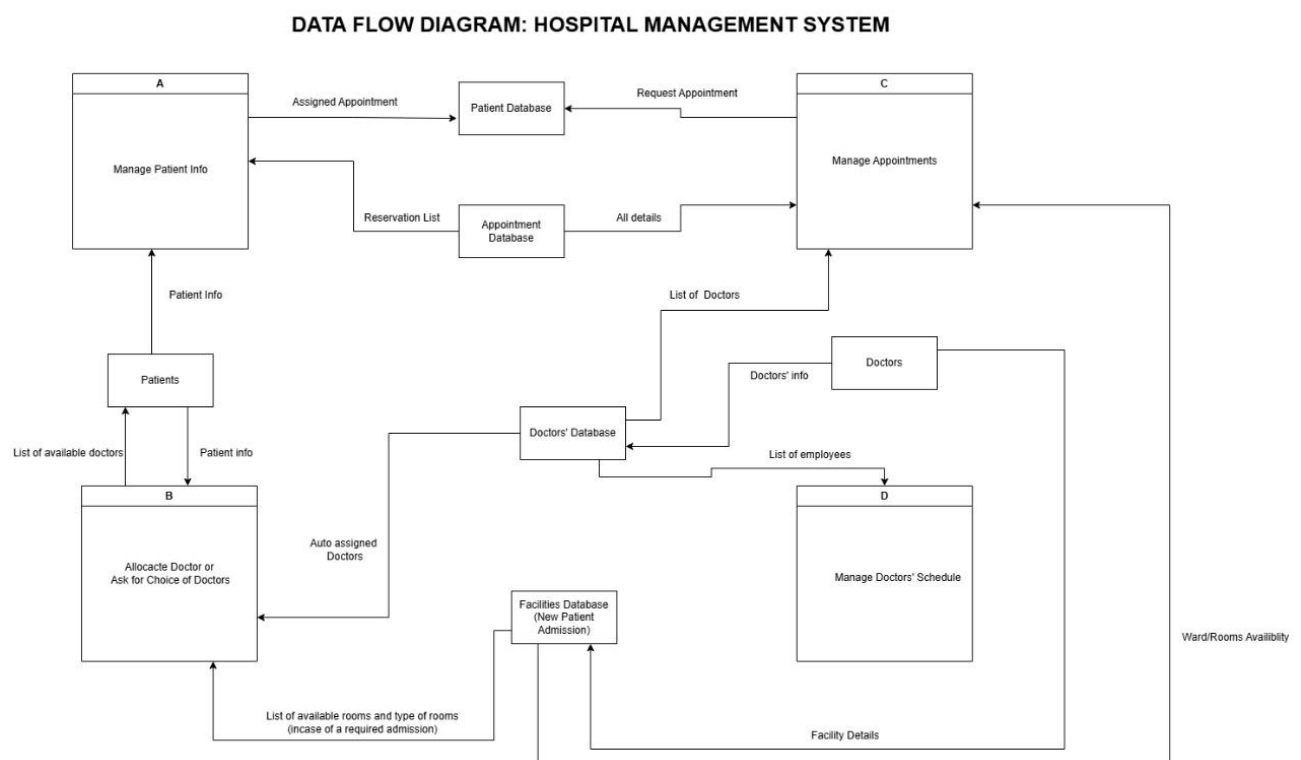 DATA FLOW DIAGRAM: HOSPITAL MANAGEMENT SYSTEM
A
Manage Patient Info
Assigned Appointment
Patient Database
Request Appointment
C
Manage Appointments
Reservation List
Appointment
Database
All details
Patient Info
List of Doctors
Patients
Doctors' info
Doctors
List of available doctors
Patient info
Doctors' Database
List of employees
B
Allocacte Doctor or
Ask for Choice of Doctors
Auto assigned
Doctors
D
Manage Doctors' Schedule
Facilities Database
(New Patient
Admission)
Ward/Rooms Availiblity
List of available rooms and type of rooms
(incase of a required admission)
Facility Details